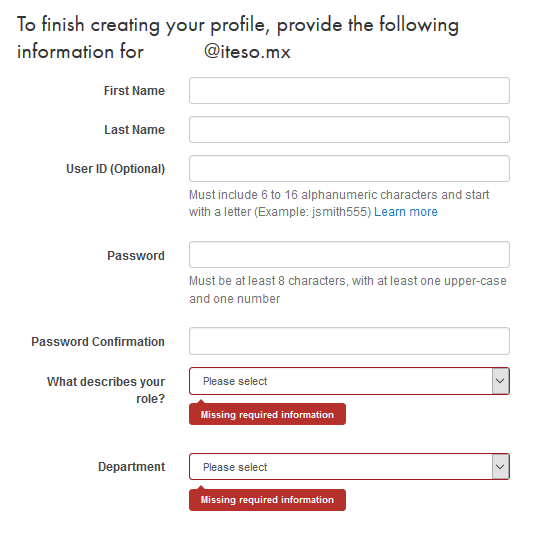 To finish creating your profile, provide the following
information for @iteso.mx
First Name
Last Name
User ID (Optional)
Must include 6 to 16 alphanumeric characters and start
with a letter (Example: jsmith555) Learn more
Password
Must be at least 8 characters, with at least one upper-case
and one number
Password Confirmation
What describes your
role?
Please select
Missing required information
Department
Please select
Missing required information